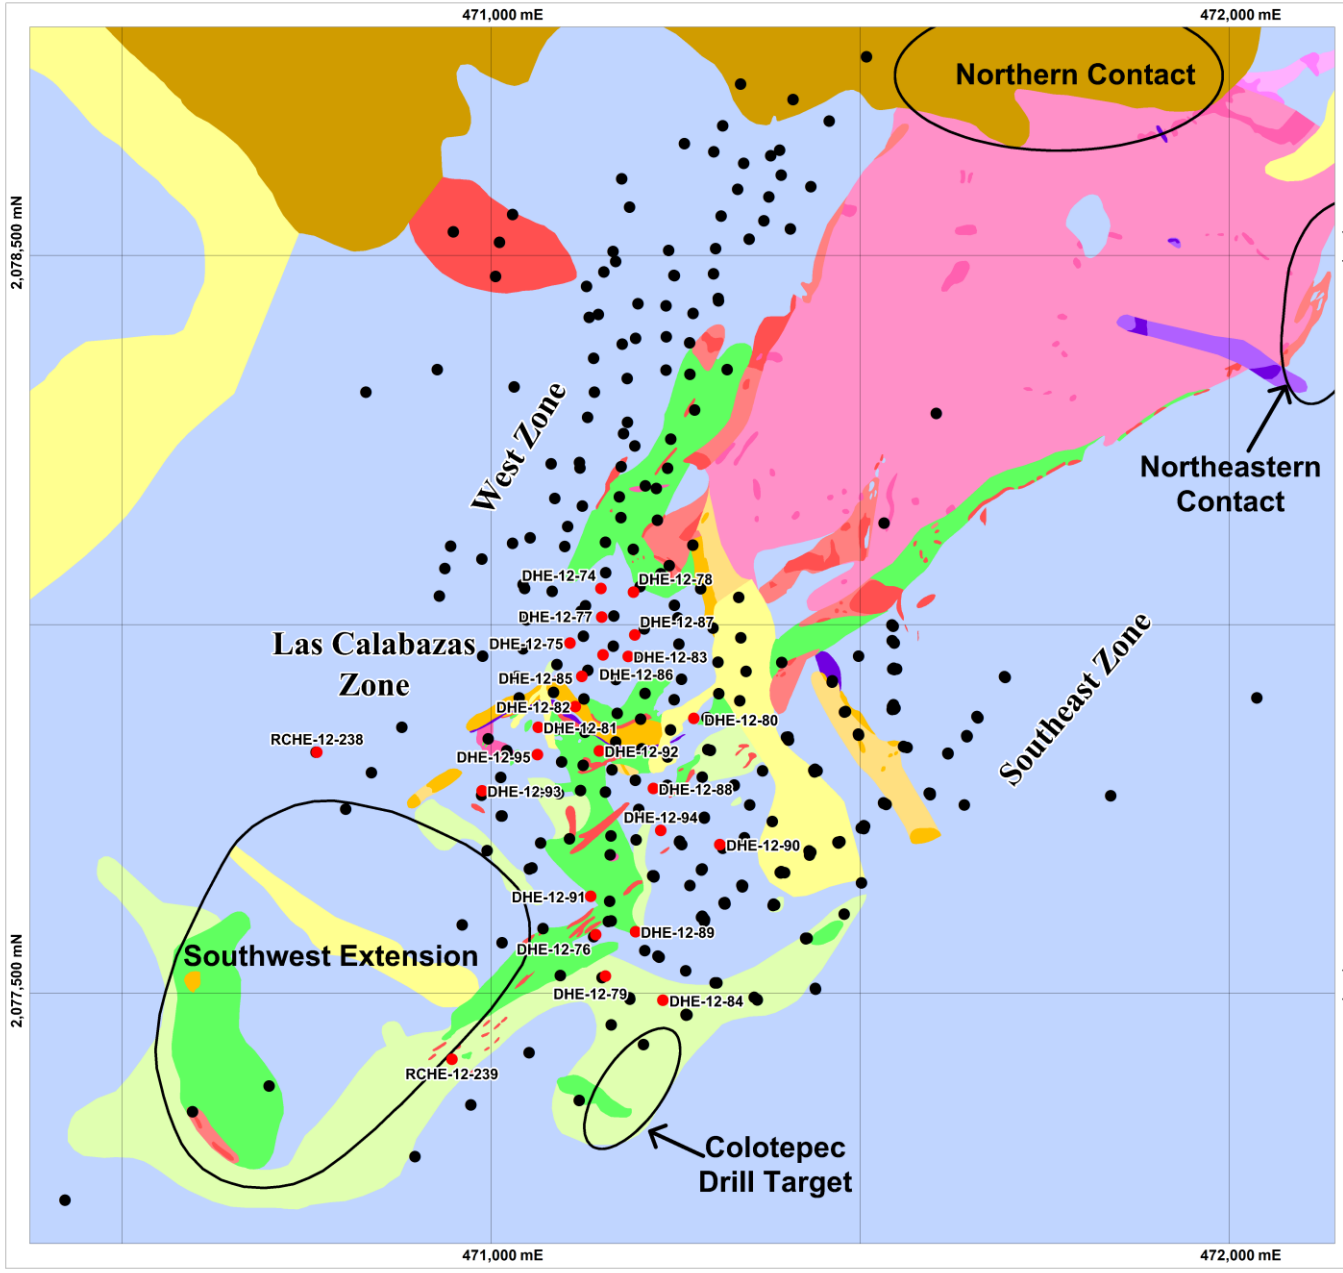 471,000 mE
472,000 mE
Northern Contact
2,078,500 mN
West Zone
Northeastern
Contact
DHE-12-74
DHE-12-78
DHE-12-77
DHE-12-87
DHE-12-75
DHE-12-83
Las Calabazas
Zone
DHE-12-86
DHE-12-85
DHE-12-82
DHE-12-80
DHE-12-81
RCHE-12-238
DHE-12-92
DHE-12-95
Southeast Zone
DHE-12-93
DHE-12-88
DHE-12-94
DHE-12-90
DHE-12-91
DHE-12-89
DHE-12-76
Southwest Extension
2,077,500 mN
DHE-12-79
DHE-12-84
RCHE-12-239
Colotepec
Drill Target
471,000 mE
472,000 mE